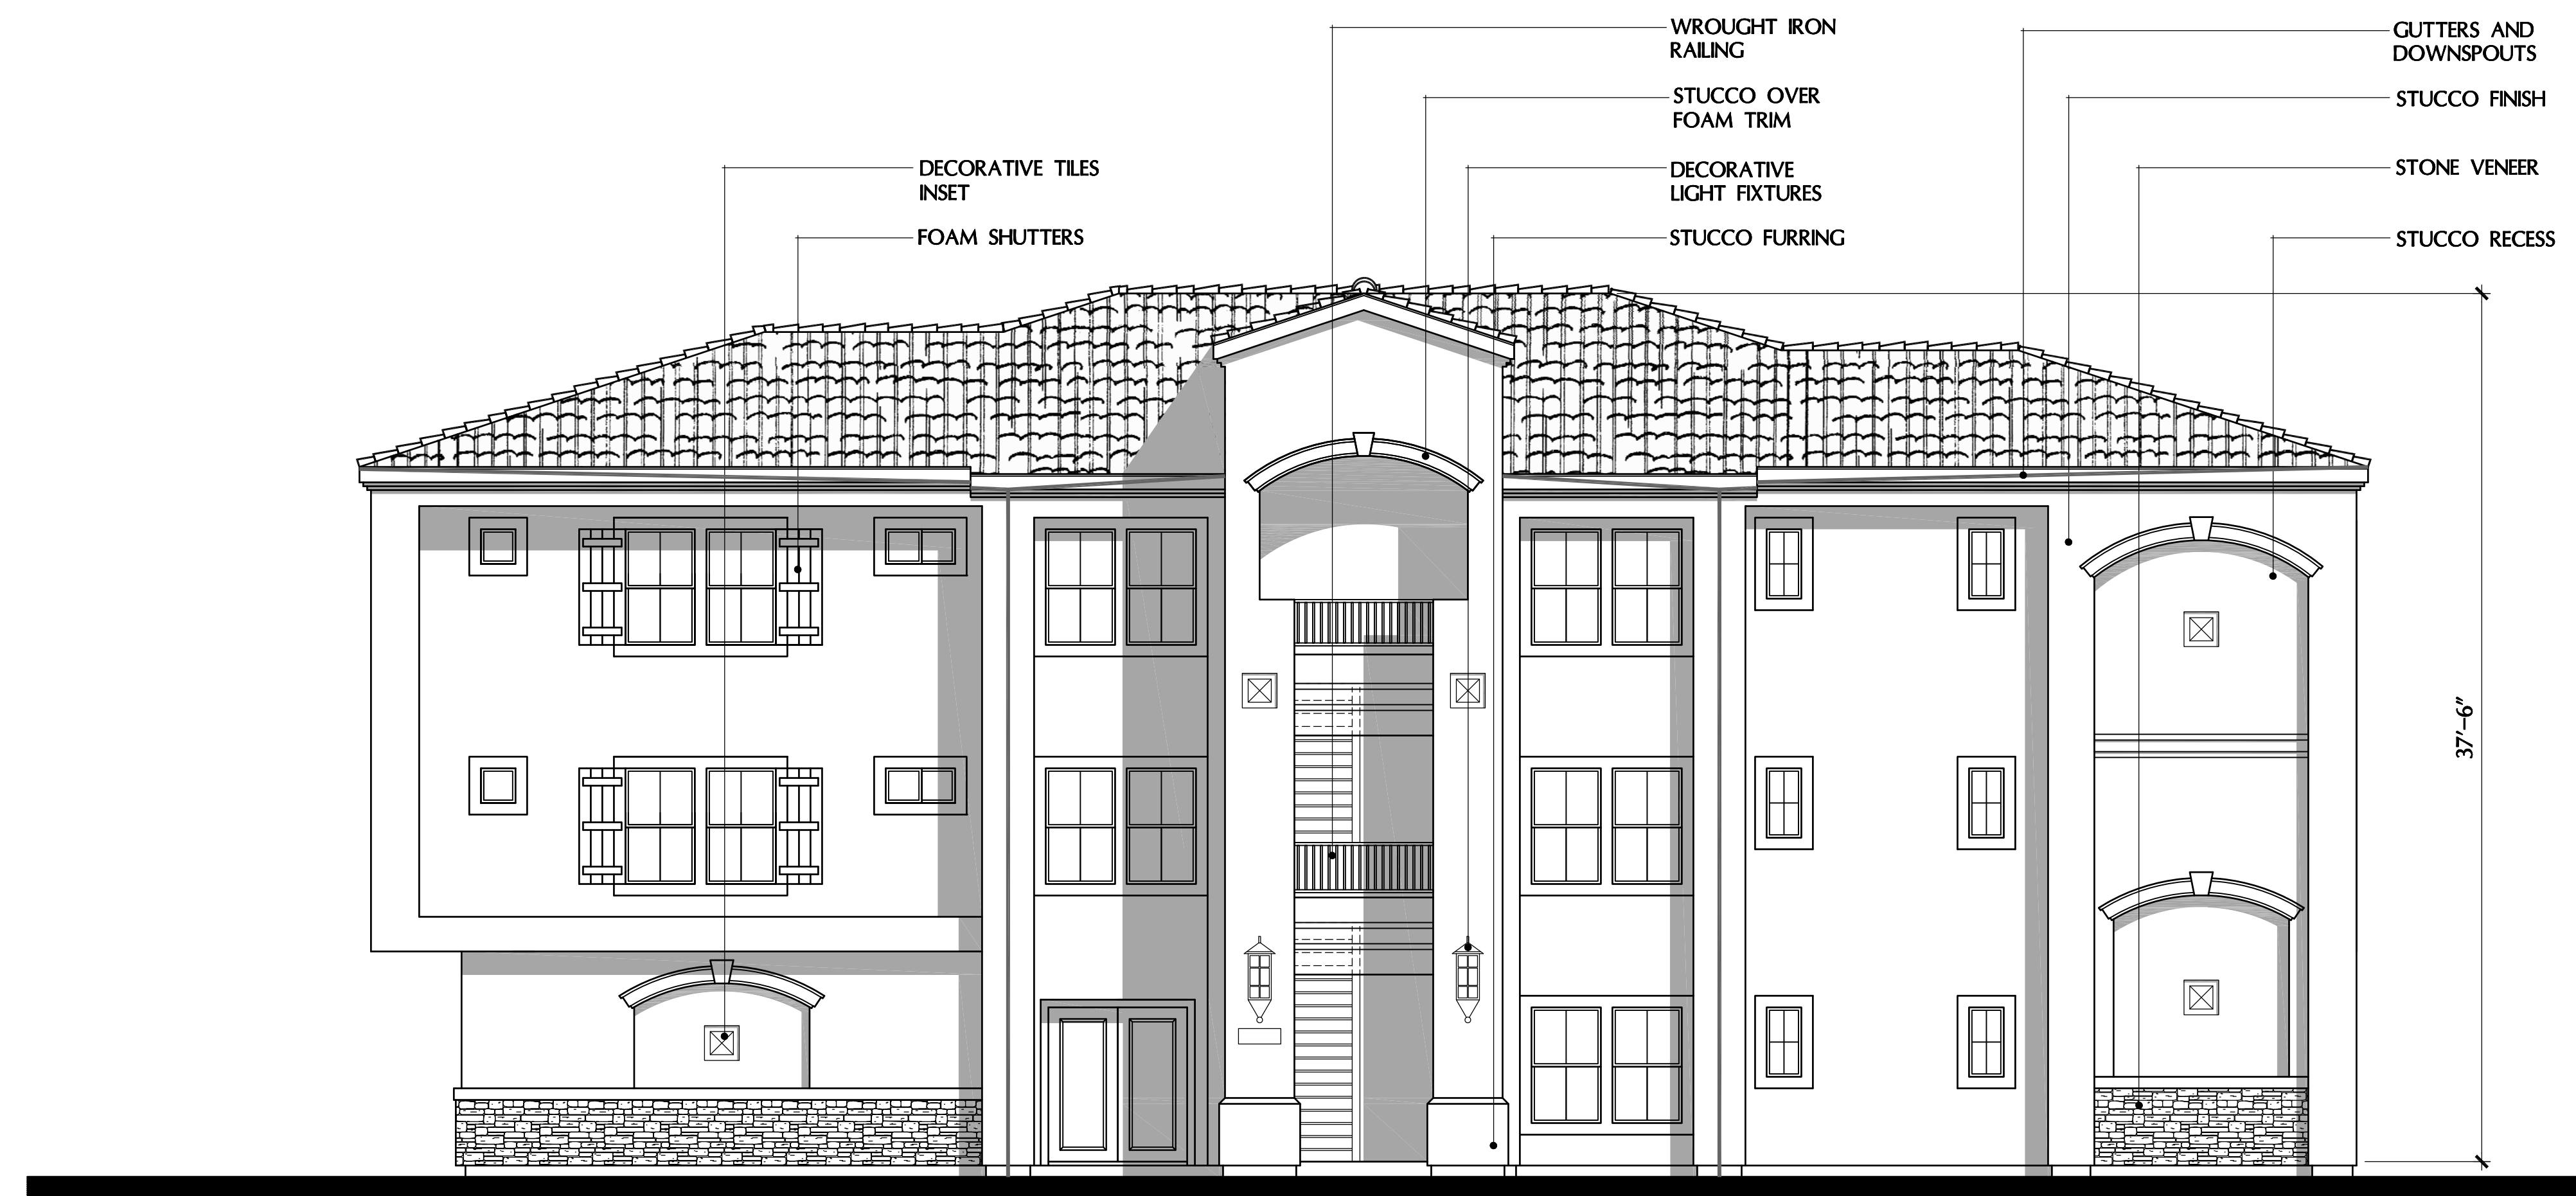 WROUGHT IRON
RAILING
GUTTERS AND
DOWNSPOUTS
STUCCO OVER
FOAM TRIM
STUCCO FINISH
DECORATIVE TILES
INSET
DECORATIVE
LIGHT FIXTURES
STONE VENEER
FOAM SHUTTERS
STUCCO FURRING
STUCCO RECESS
37'-6"